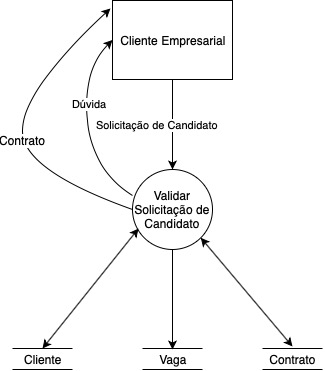 Cliente Empresarial
Dúvida
Solicitação de Candidato
Contrato
Validar
Solicitação de
Candidato
Cliente
Vaga
Contrato